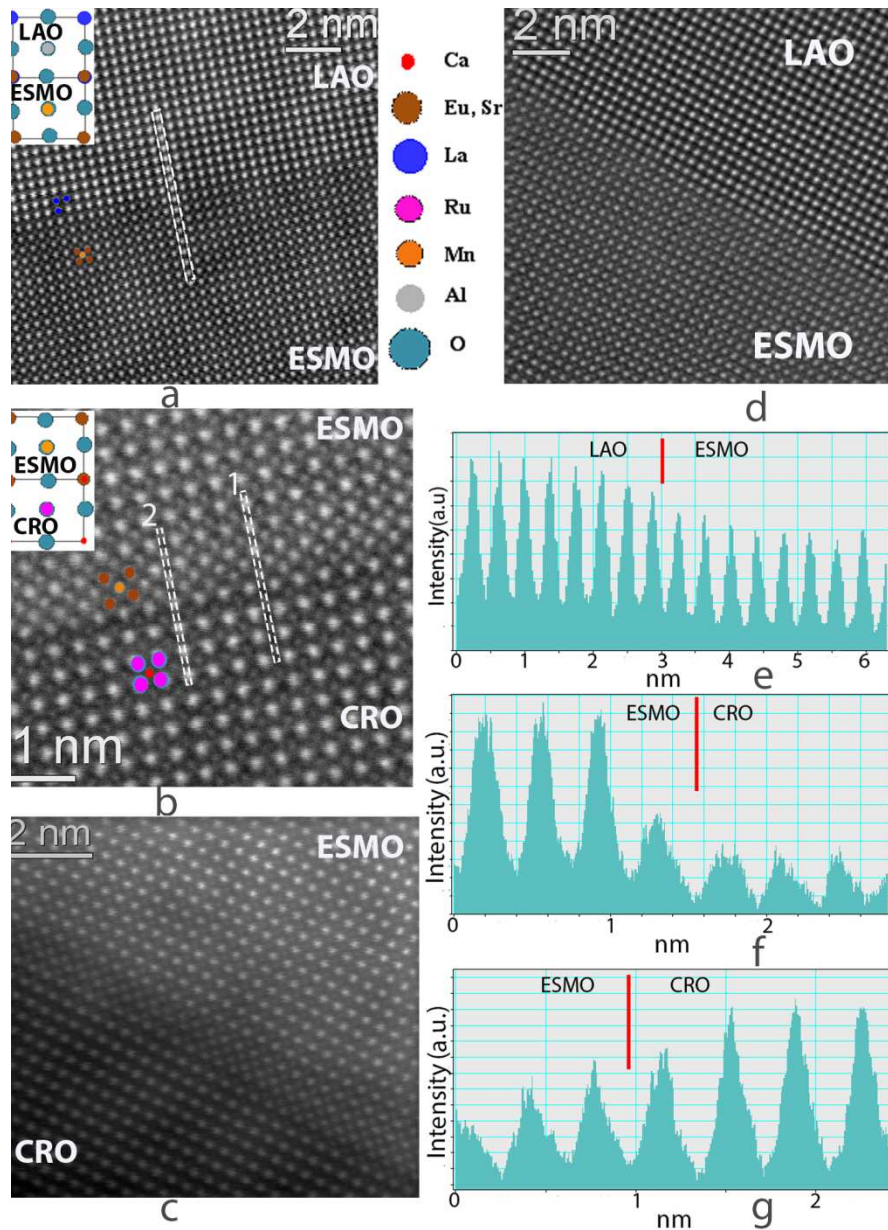 LAO
ESMO
2 nm
LAO
ESMO
a
Ca
Eu, Sr
La
Ru
Mn
Al
O
2 nm
LAO
ESMO
d
ESMO
CRO
ESMO
1
2
CRO
1 nm
b
2 nm
ESMO
CRO
c
LAO ESMO
Intensity(a.u)
0 1 2 3 4 5 6
nm
e
ESMO CRO
Intensity (a.u.)
0 1 2
nm
f
ESMO CRO
Intensity (a.u.)
0 1 2
nm
g